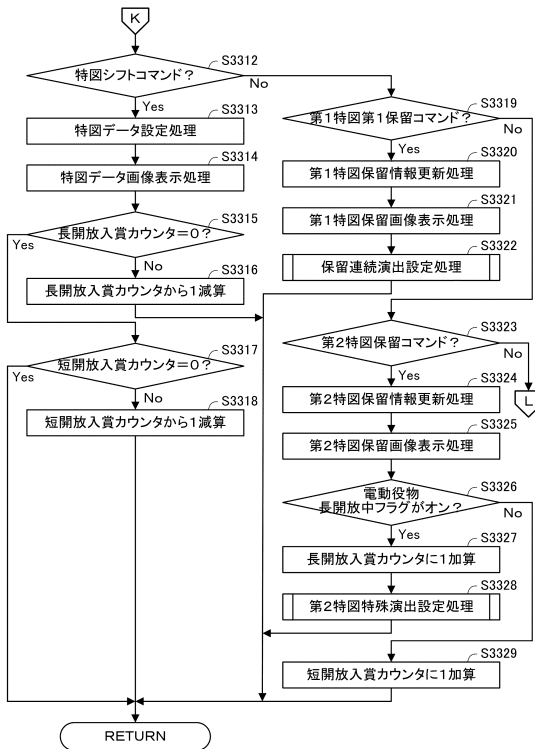 K
S3312
特図シフトコマンド？
No
Yes
S3313
特図データ設定処理
S3314
特図データ画像表示処理
S3315
長開放入賞カウンタ＝０？
Yes
No
S3316
長開放入賞カウンタから１減算
S3317
短開放入賞カウンタ＝０？
Yes
No
S3318
短開放入賞カウンタから１減算
S3319
第１特図第１保留コマンド？
No
Yes
S3320
第１特図保留情報更新処理
S3321
第１特図保留画像表示処理
S3322
保留連続演出設定処理
S3323
第２特図保留コマンド？
No
Yes
L
S3324
第２特図保留情報更新処理
S3325
第２特図保留画像表示処理
S3326
電動役物
長開放中フラグがオン？
No
Yes
S3327
長開放入賞カウンタに１加算
S3328
第２特図特殊演出設定処理
S3329
短開放入賞カウンタに１加算
RETURN